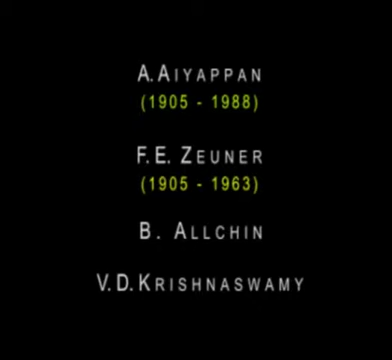 A. AIYAPPAN
(1905 - 1988)
F. E. ZEUNER
(1905 - 1963)
B. ALLCHIN
V. D. KRISHNASWAMY